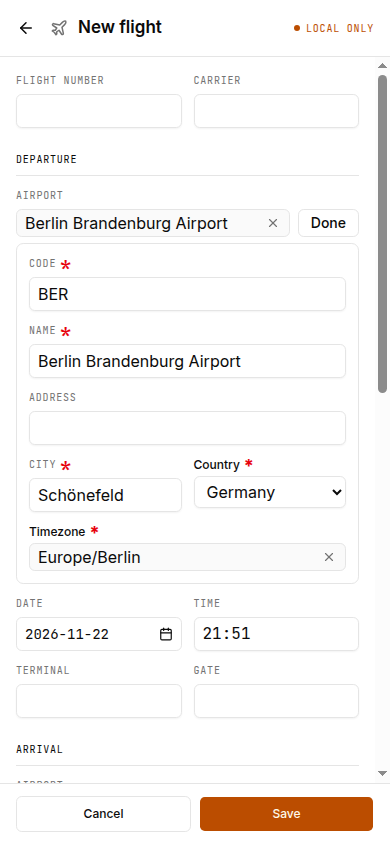 New flight
LOCAL ONLY
FLIGHT NUMBER
CARRIER
DEPARTURE
AIRPORT
Berlin Brandenburg Airport
Done
CODE *
BER
NAME *
Berlin Brandenburg Airport
ADDRESS
CITY *
Country *
Schönefeld
Germany
Timezone *
Europe/Berlin
DATE
TIME
2026-11-22
21:51
TERMINAL
GATE
ARRIVAL
AIRPORT
Cancel
Save